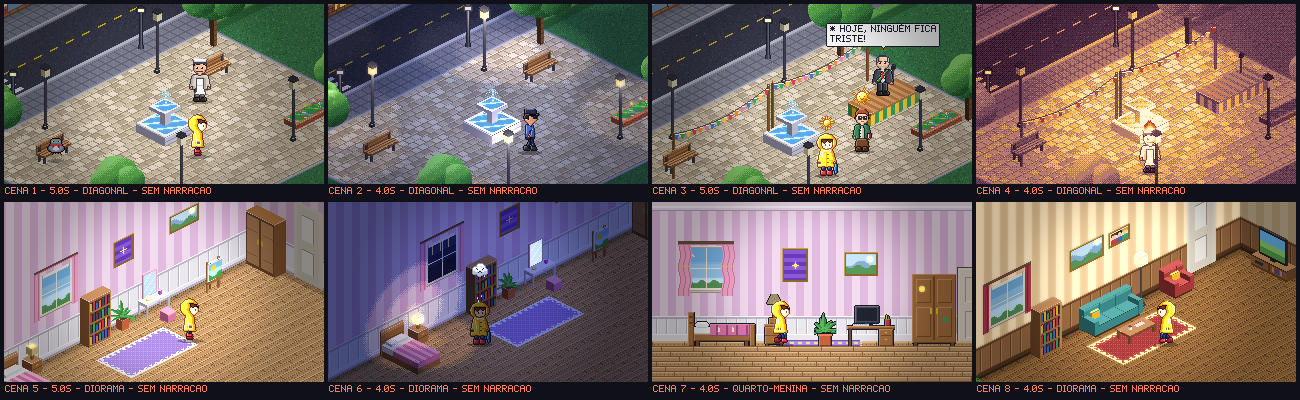 * HOJE, NINGUÉM FICA
TRISTE!
CENA 1 - 5.0S - DIAGONAL - SEM NARRACAO
CENA 2 - 4.0S - DIAGONAL - SEM NARRACAO
CENA 3 - 5.0S - DIAGONAL - SEM NARRACAO
CENA 4 - 4.0S - DIAGONAL - SEM NARRACAO
CENA 5 - 5.0S - DIORAMA - SEM NARRACAO
CENA 6 - 4.0S - DIORAMA - SEM NARRACAO
CENA 7 - 4.0S - QUARTO-MENINA - SEM NARRACAO
CENA 8 - 4.0S - DIORAMA - SEM NARRACAO